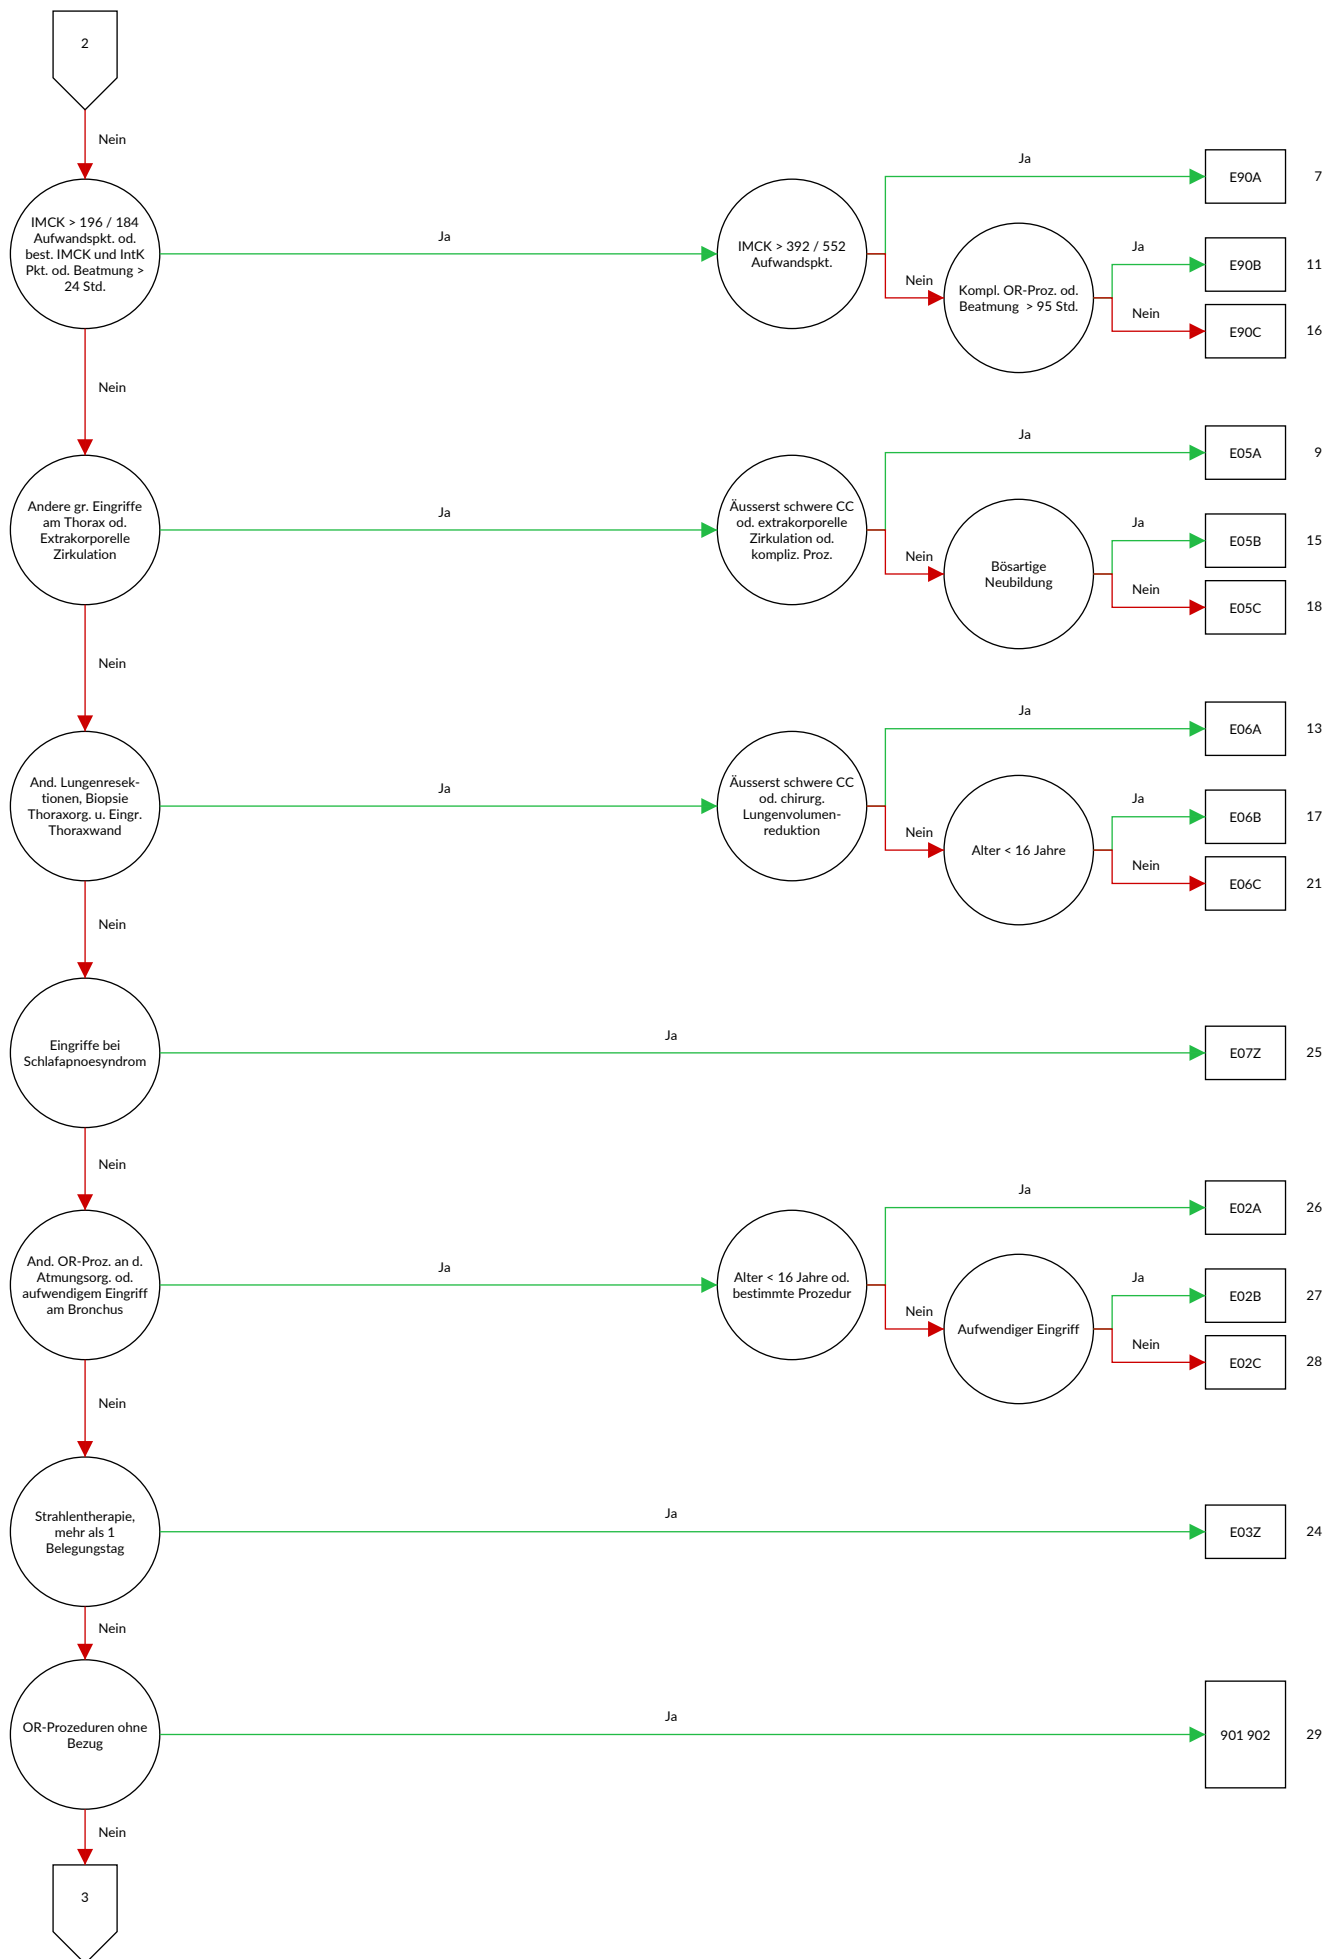 2
Nein
IMCK > 196 / 184
Aufwandspkt. od.
best. IMCK und IntK
Pkt. od. Beatmung >
24 Std.
Ja
IMCK > 392 / 552
Aufwandspkt.
Ja
E90A
7
Nein
Kompl. OR-Proz. od.
Beatmung > 95 Std.
Ja
E90B
11
Nein
E90C
16
Nein
Andere gr. Eingriffe
am Thorax od.
Extrakorporelle
Zirkulation
Ja
Äusserst schwere CC
od. extrakorporelle
Zirkulation od.
kompliz. Proz.
Ja
E05A
9
Nein
Bösartige
Neubildung
Ja
E05B
15
Nein
E05C
18
Nein
And. Lungenresek-
tionen, Biopsie
Thoraxorg. u. Eingr.
Thoraxwand
Ja
Äusserst schwere CC
od. chirurg.
Lungenvolumen-
reduktion
Ja
E06A
13
Nein
Alter < 16 Jahre
Ja
E06B
17
Nein
E06C
21
Nein
Eingriffe bei
Schlafapnoesyndrom
Ja
E07Z
25
Nein
And. OR-Proz. an d.
Atmungsorg. od.
aufwendigem Eingriff
am Bronchus
Ja
Alter < 16 Jahre od.
bestimmte Prozedur
Ja
E02A
26
Nein
Aufwendiger Eingriff
Ja
E02B
27
Nein
E02C
28
Nein
Strahlentherapie,
mehr als 1
Belegungstag
Ja
E03Z
24
Nein
OR-Prozeduren ohne
Bezug
Ja
901 902
29
Nein
3